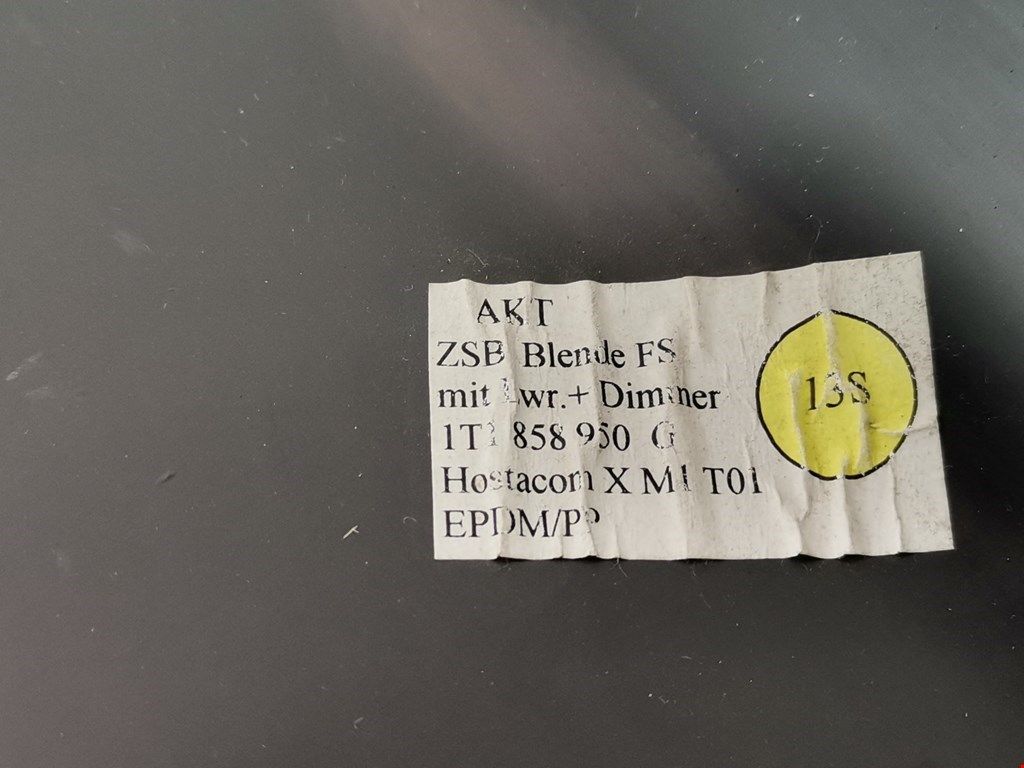 AKT
ZSB Blende FS
mit Lwr.+ Dimmer
1T1 858 950 G
Hostacom X M1 T01
EPDM/PP
13S